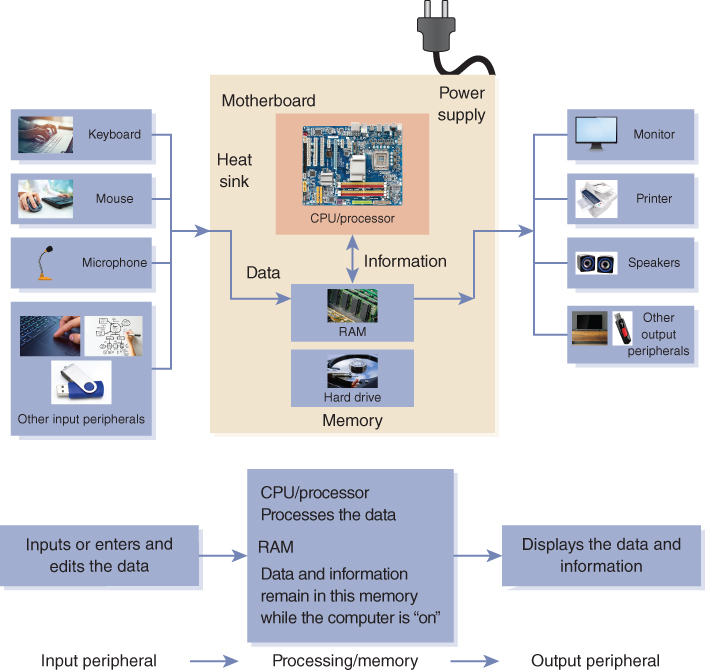 Power
supply
Motherboard
Keyboard
Heat
sink
CPU/processor
Monitor
Mouse
Printer
Microphone
Data
Information
Speakers
RAM
Other
output
peripherals
Hard drive
Other input peripherals
Memory
Inputs or enters and
edits the data
CPU/processor
Processes the data
RAM
Data and information
remain in this memory
while the computer is “on”
Displays the data and
information
Input peripheral
Processing/memory
Output peripheral